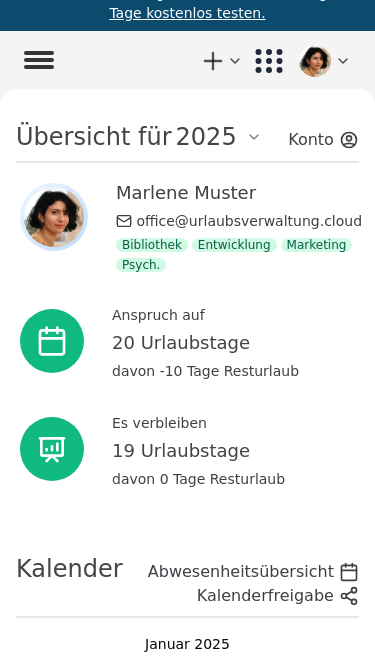 Tage kostenlos testen.
Übersicht für 2025
Konto
Marlene Muster
office@urlaubsverwaltung.cloud
Bibliothek Entwicklung Marketing
Psych.
Anspruch auf
20 Urlaubstage
davon -10 Tage Resturlaub
Es verbleiben
19 Urlaubstage
davon 0 Tage Resturlaub
Kalender
Abwesenheitsübersicht
Kalenderfreigabe
Januar 2025